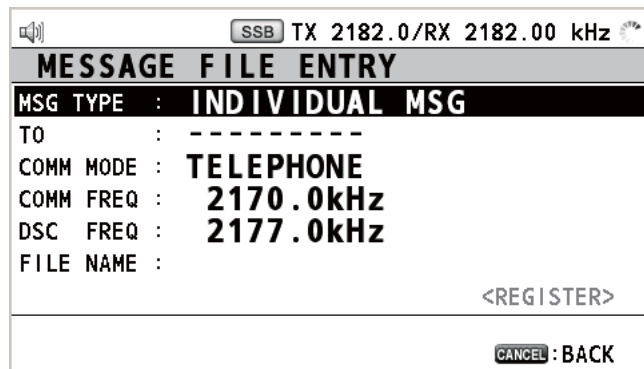 SSB TX 2182.0/RX 2182.00 kHz
MESSAGE FILE ENTRY
MSG TYPE : INDIVIDUAL MSG
TO : ---------
COMM MODE : TELEPHONE
COMM FREQ : 2170.0kHz
DSC FREQ : 2177.0kHz
FILE NAME :
<REGISTER>
CANCEL : BACK